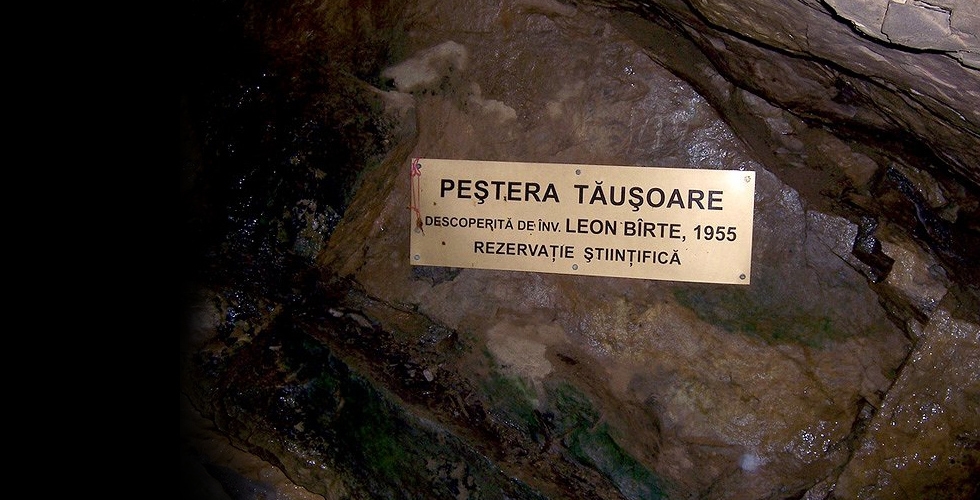 PEŞTERA TĂUŞOARE
DESCOPERITĂ DE ÎNV. LEON BÎRTE, 1955
REZERVAŢIE ŞTIINŢIFICĂ